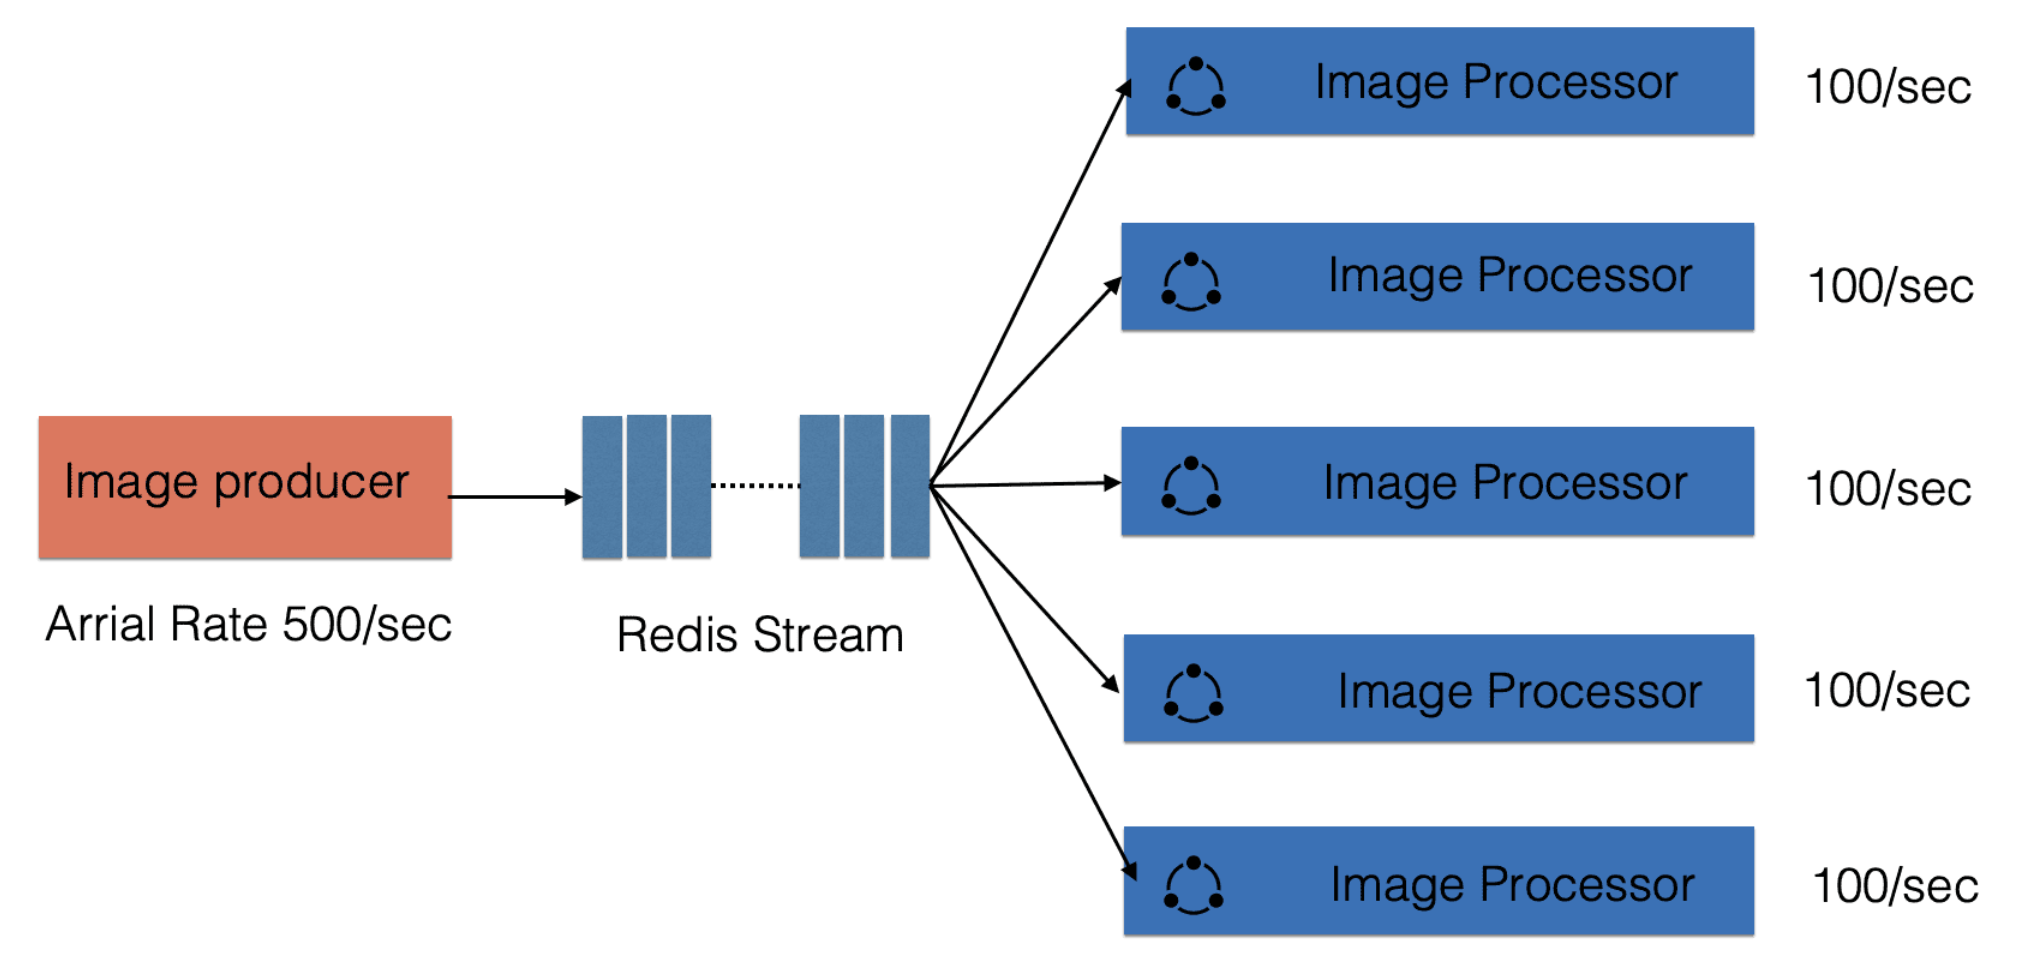 Image Processor
100/sec
Image Processor
100/sec
Image producer
Image Processor
100/sec
Arrial Rate 500/sec
Redis Stream
Image Processor
100/sec
Image Processor
100/sec